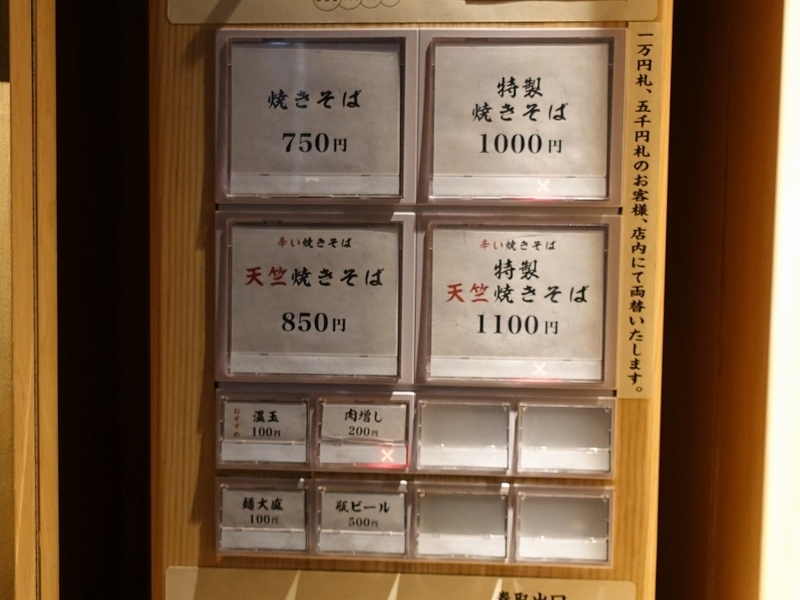 焼きそば
750円
特製
焼きそば
1000円
辛い焼きそば
天竺焼きそば
850円
辛い焼きそば
特製
天竺焼きそば
1100円
おすすめ
温玉
100円
肉増し
200円
麺大盛
100円
瓶ビール
500円
一万円札、五千円札のお客様、店内にて両替いたします。